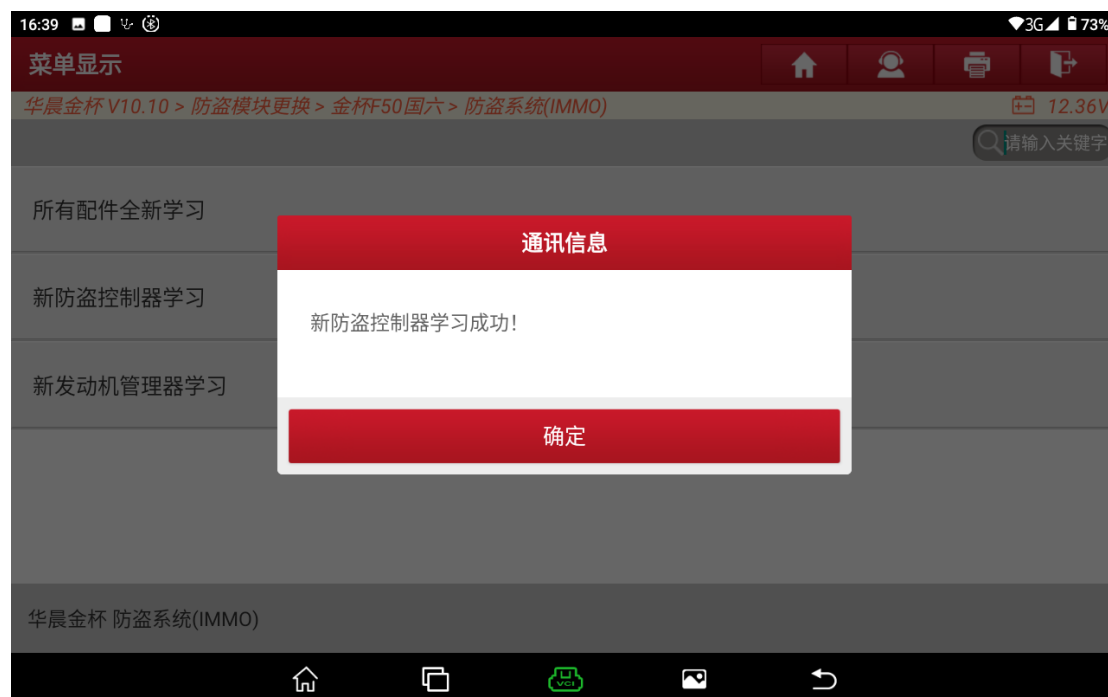 16:39
3G 73%
菜单显示
华晨金杯 V10.10 > 防盗模块更换 > 金杯F50国六 > 防盗系统(IMMO)
12.36V
请输入关键字
所有配件全新学习
通讯信息
新防盗控制器学习
新防盗控制器学习成功!
新发动机管理器学习
确定
华晨金杯 防盗系统(IMMO)
VCI